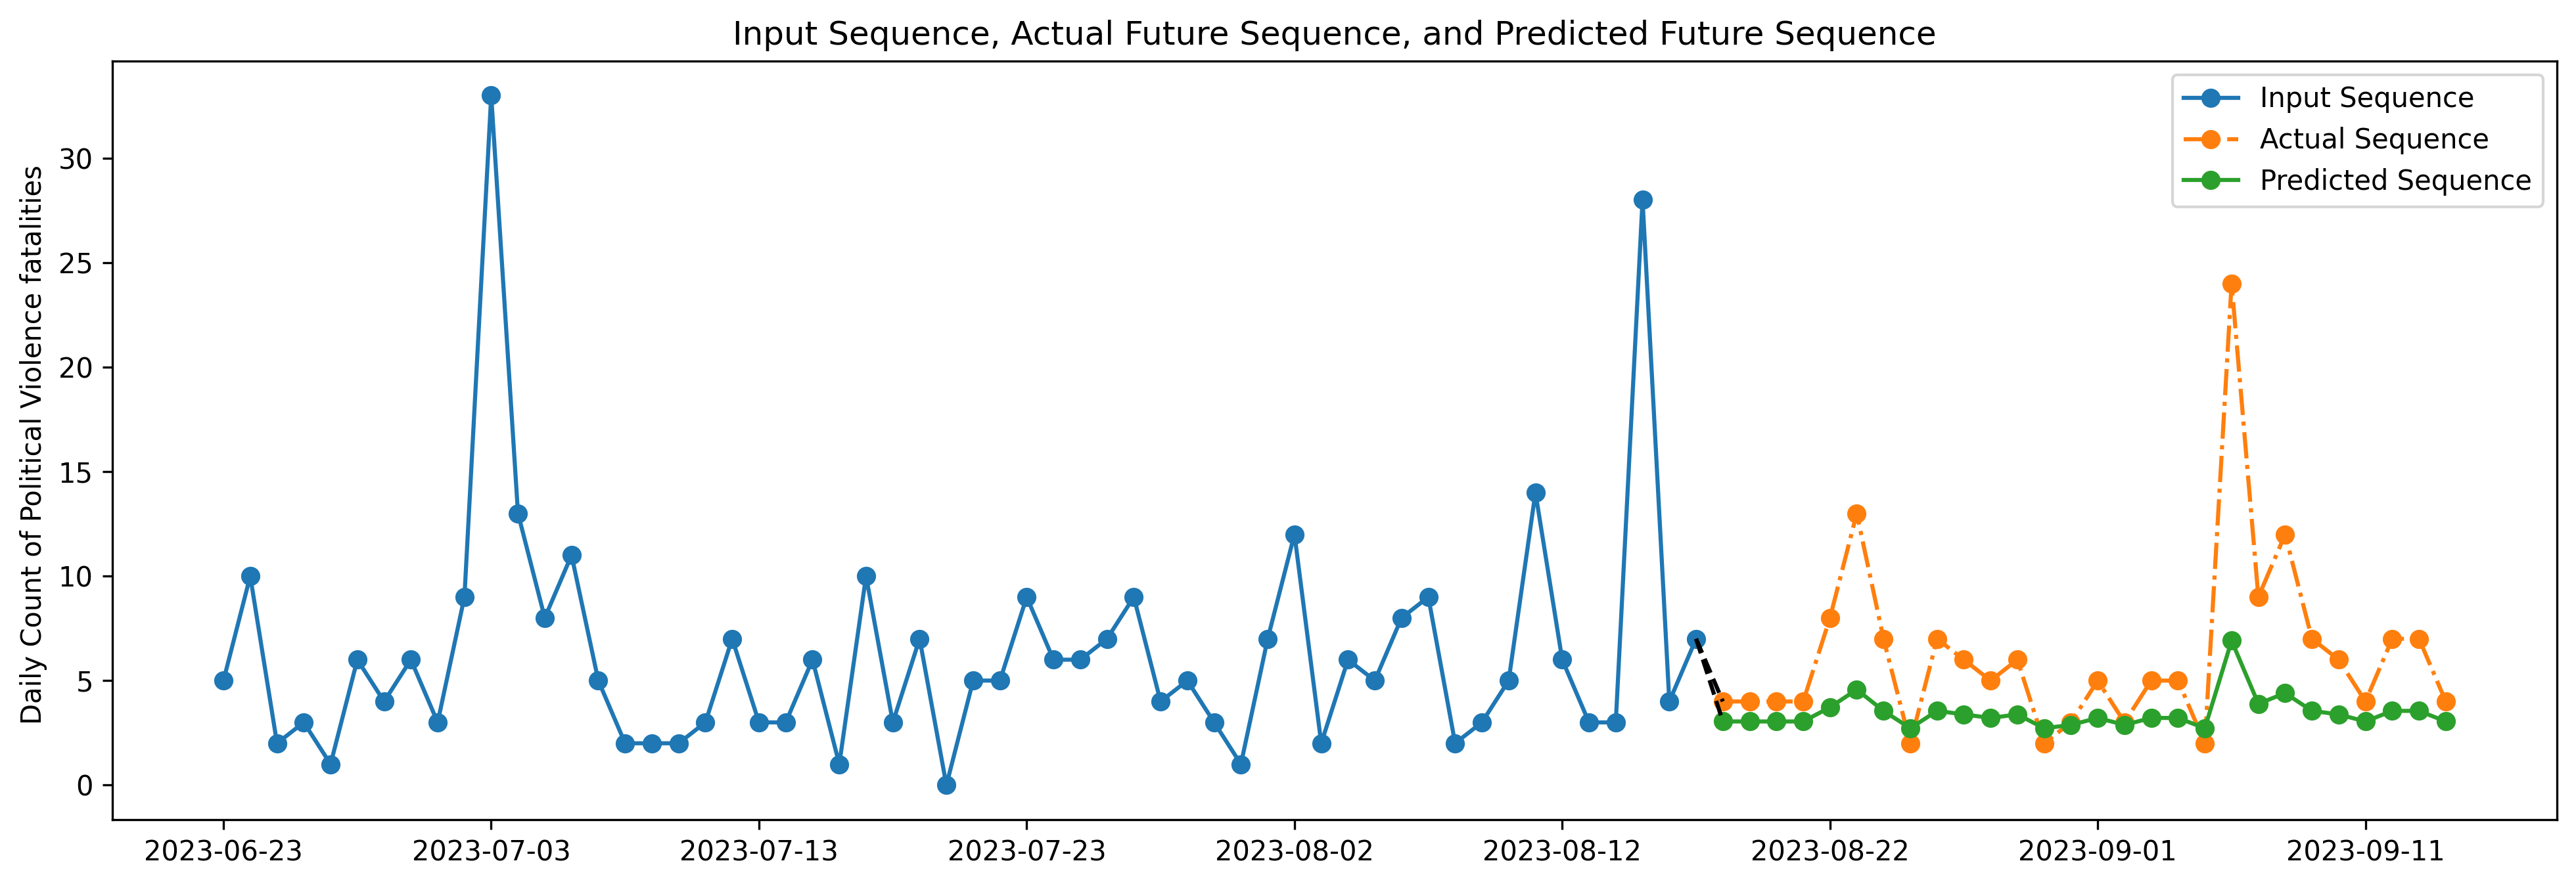 Input Sequence, Actual Future Sequence, and Predicted Future Sequence
Daily Count of Political Violence fatalities
30
25
20
15
10
5
0
Input Sequence
Actual Sequence
Predicted Sequence
2023-06-23 2023-07-03 2023-07-13 2023-07-23 2023-08-02 2023-08-12 2023-08-22 2023-09-01 2023-09-11